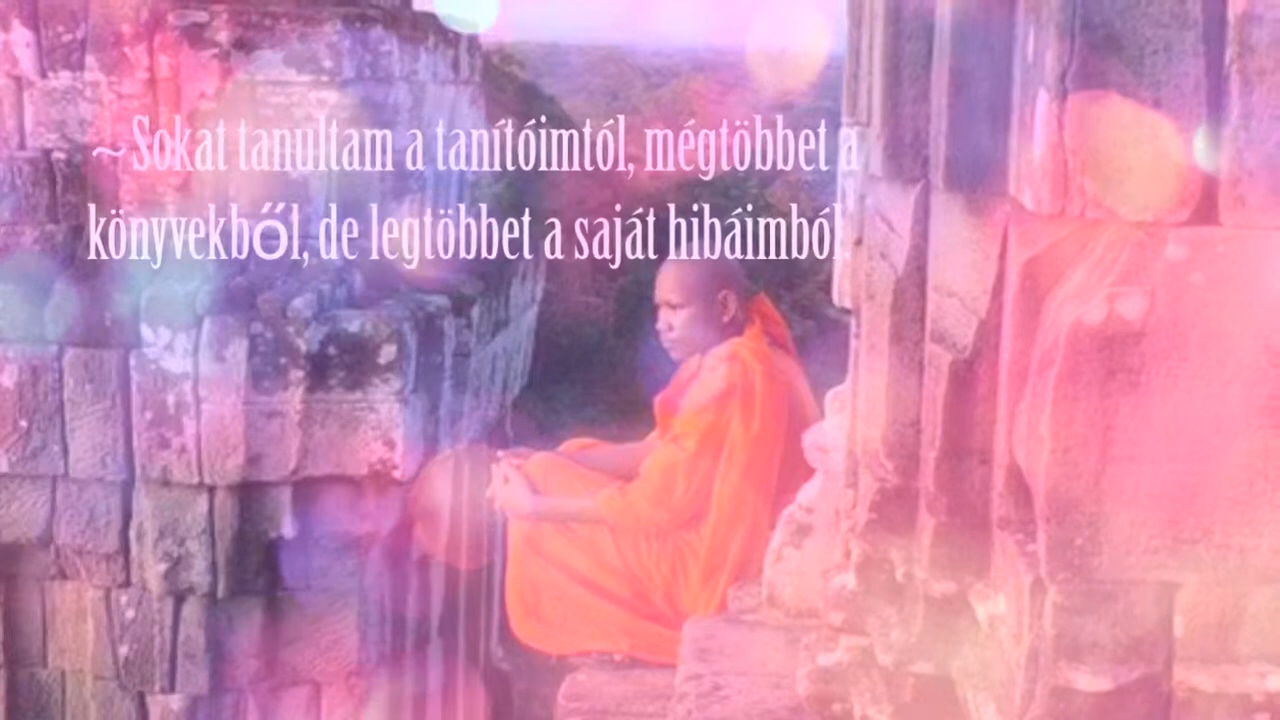 ~Sokat tanultam a tanítóimtól, mégtöbbet a
könyvekből, de legtöbbet a saját hibáimból.